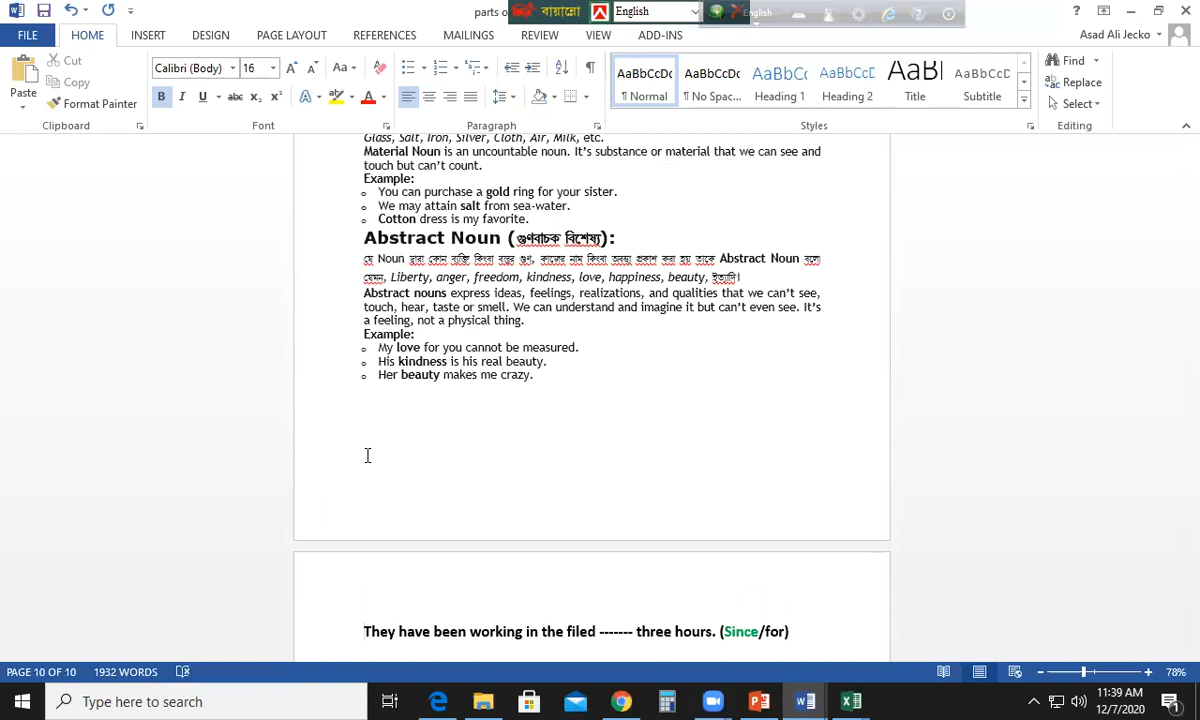 parts o
বায়ান্নো
English
English
FILE
HOME
INSERT
DESIGN
PAGE LAYOUT
REFERENCES
MAILINGS
REVIEW
VIEW
ADD-INS
Asad Ali Jecko
Paste
Cut
Copy
Format Painter
Calibri (Body)
16
Clipboard
Font
Paragraph
AaBbCcDc
¶ Normal
AaBbCcDc
¶ No Spac...
AaBbCc
Heading 1
AaBbCcE
Heading 2
AaBl
Title
AaBbCcD
Subtitle
Styles
Find
Replace
Select
Editing
Glass, Salt, Iron, Silver, Cloth, Air, Milk, etc.
Material Noun is an uncountable noun. It’s substance or material that we can see and
touch but can’t count.
Example:
You can purchase a gold ring for your sister.
We may attain salt from sea-water.
Cotton dress is my favorite.
Abstract Noun (গুণবাচক বিশেষ্য):
যে Noun দ্বারা কোন ব্যক্তি কিংবা বস্তুর গুণ, কাজের নাম কিংবা অবস্থা প্রকাশ করা হয় তাকে Abstract Noun বলে
যেমন, Liberty, anger, freedom, kindness, love, happiness, beauty, ইত্যাদি।
Abstract nouns express ideas, feelings, realizations, and qualities that we can’t see,
touch, hear, taste or smell. We can understand and imagine it but can’t even see. It’s
a feeling, not a physical thing.
Example:
My love for you cannot be measured.
His kindness is his real beauty.
Her beauty makes me crazy.
They have been working in the filed ------- three hours. (Since/for)
PAGE 10 OF 10
1932 WORDS
78%
Type here to search
11:39 AM
12/7/2020